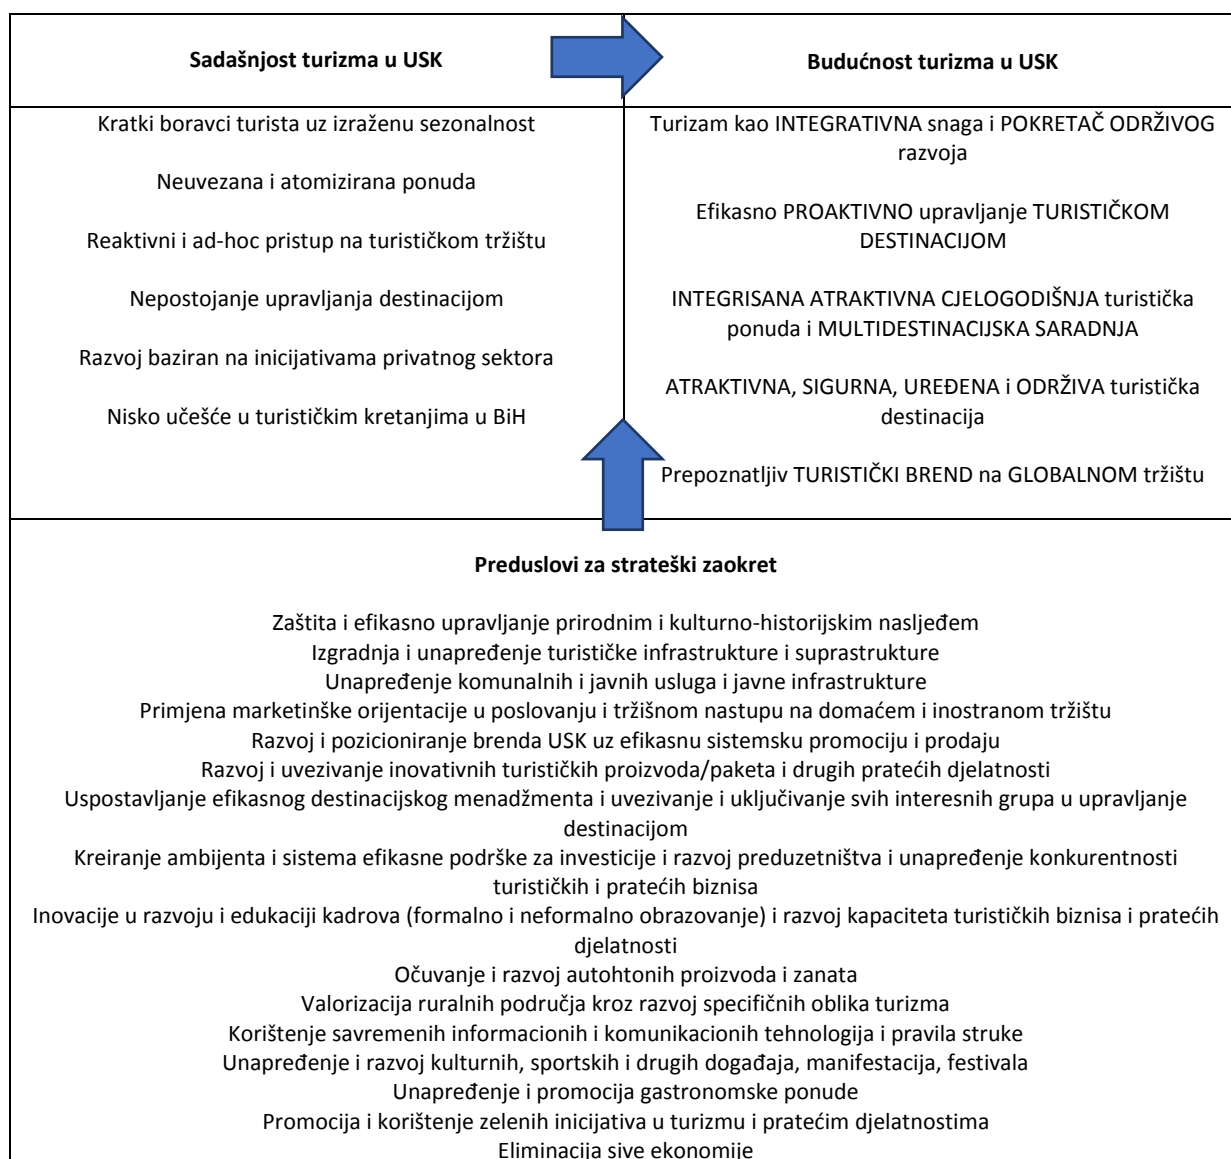 Sadašnjost turizma u USK
Budućnost turizma u USK
Kratki boravci turista uz izraženu sezonalnost
Neuvezana i atomizirana ponuda
Reaktivni i ad-hoc pristup na turističkom tržištu
Nepostojanje upravljanja destinacijom
Razvoj baziran na inicijativama privatnog sektora
Nisko učešće u turističkim kretanjima u BiH
Turizam kao INTEGRATIVNA snaga i POKRETAČ ODRŽIVOG
razvoja
Efikasno PROAKTIVNO upravljanje TURISTIČKOM
DESTINACIJOM
INTEGRISANA ATRAKTIVNA CJELOGODIŠNJA turistička
ponuda i MULTIDESTINACIJSKA SARADNJA
ATRAKTIVNA, SIGURNA, UREĐENA i ODRŽIVA turistička
destinacija
Prepoznatljiv TURISTIČKI BREND na GLOBALNOM tržištu
Preduslovi za strateški zaokret
Zaštita i efikasno upravljanje prirodnim i kulturno-historijskim nasljeđem
Izgradnja i unapređenje turističke infrastrukture i suprastrukture
Unapređenje komunalnih i javnih usluga i javne infrastrukture
Primjena marketinške orijentacije u poslovanju i tržišnom nastupu na domaćem i inostranom tržištu
Razvoj i pozicioniranje brenda USK uz efikasnu sistemsku promociju i prodaju
Razvoj i uvezivanje inovativnih turističkih proizvoda/paketa i drugih pratećih djelatnosti
Uspostavljanje efikasnog destinacijskog menadžmenta i uvezivanje i uključivanje svih interesnih grupa u upravljanje
destinacijom
Kreiranje ambijenta i sistema efikasne podrške za investicije i razvoj preduzetništva i unapređenje konkurentnosti
turističkih i pratećih biznisa
Inovacije u razvoju i edukaciji kadrova (formalno i neformalno obrazovanje) i razvoj kapaciteta turističkih biznisa i pratećih
djelatnosti
Očuvanje i razvoj autohtonih proizvoda i zanata
Valorizacija ruralnih područja kroz razvoj specifičnih oblika turizma
Korištenje savremenih informacionih i komunikacionih tehnologija i pravila struke
Unapređenje i razvoj kulturnih, sportskih i drugih događaja, manifestacija, festivala
Unapređenje i promocija gastronomske ponude
Promocija i korištenje zelenih inicijativa u turizmu i pratećim djelatnostima
Eliminacija sive ekonomije